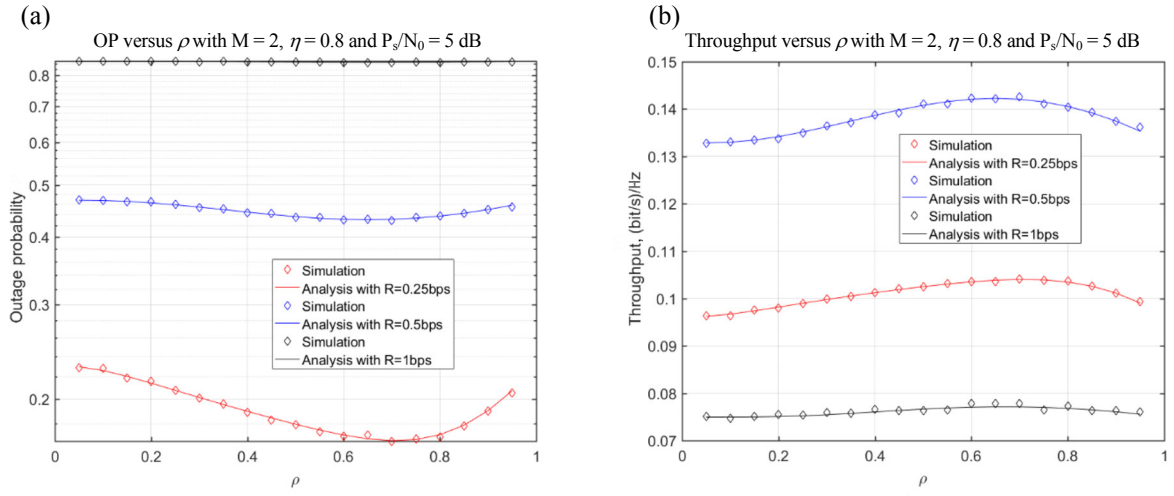 (a)
OP versus ρ with M = 2, η = 0.8 and Ps/N0 = 5 dB
Outage probability
0.8
0.7
0.6
0.5
0.4
0.3
0.2
0
0.2
0.4
0.6
0.8
1
ρ
Simulation
Analysis with R=0.25bps
Simulation
Analysis with R=0.5bps
Simulation
Analysis with R=1bps
(b)
Throughput versus ρ with M = 2, η = 0.8 and Ps/N0 = 5 dB
Throughput, (bit/s)/Hz
0.15
0.14
0.13
0.12
0.11
0.1
0.09
0.08
0.07
0
0.2
0.4
0.6
0.8
1
ρ
Simulation
Analysis with R=0.25bps
Simulation
Analysis with R=0.5bps
Simulation
Analysis with R=1bps